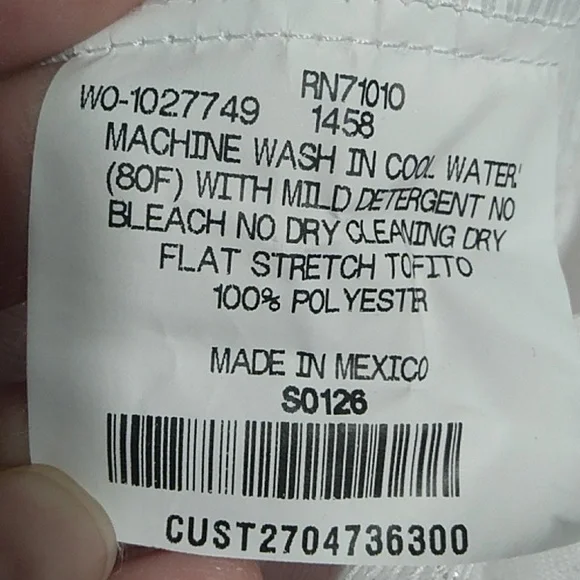 RN71010
WO-1027749 1458
MACHINE WASH IN COOL WATER
(80F) WITH MILD DETERGENT NO
BLEACH NO DRY CLEANING DRY
FLAT STRETCH TOFITO
100% POLYESTR
MADE IN MEXICO
S0126
CUST2704736300